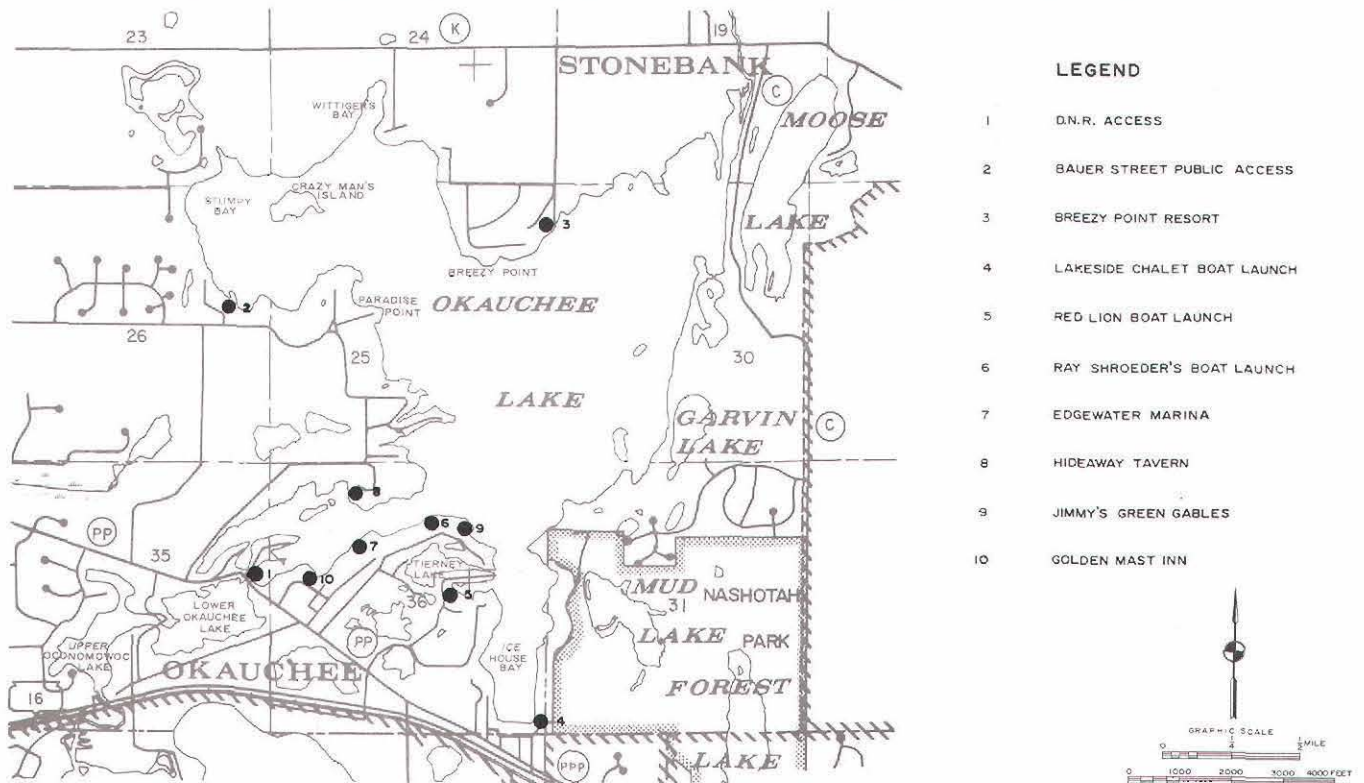 23
24
K
19
STONEBANK
C
MOOSE
WITTIGER'S
BAY
CRAZY MAN'S
ISLAND
STUMPY
BAY
LAKE
3
BREEZY POINT
2
PARADISE
POINT
OKAUCHEE
26
25
30
LAKE
GARVIN
LAKE
C
8
6
9
PP
7
35
1
10
TIERNEY
LAKE
36
5
MUD
31
NASHOTAH
LOWER
OKAUCHEE
LAKE
PP
LAKE
PARK
UPPER
OCONOMOWOC
LAKE
ICE
HOUSE
BAY
OKAUCHEE
FOREST
16
4
PPP
LAKE
LEGEND
1 D.N.R. ACCESS
2 BAUER STREET PUBLIC ACCESS
3 BREEZY POINT RESORT
4 LAKESIDE CHALET BOAT LAUNCH
5 RED LION BOAT LAUNCH
6 RAY SHROEDER'S BOAT LAUNCH
7 EDGEWATER MARINA
8 HIDEAWAY TAVERN
9 JIMMY'S GREEN GABLES
10 GOLDEN MAST INN
GRAPHIC SCALE
0 MILE
0 1000 2000 3000 4000 FEET